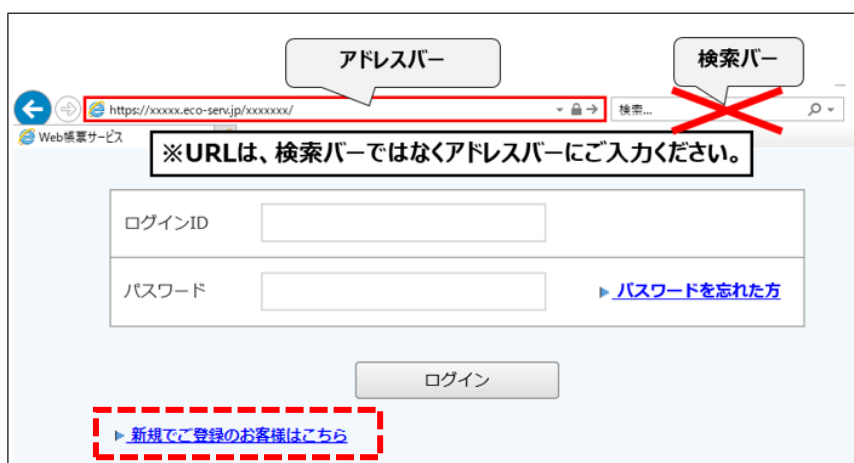 アドレスバー
検索バー
https://xxxxx.eco-serv.jp/xxxxxxx/
検索...
Web帳票サービス
※URLは、検索バーではなくアドレスバーにご入力ください。
ログインID
パスワード
パスワードを忘れた方
ログイン
新規でご登録のお客様はこちら